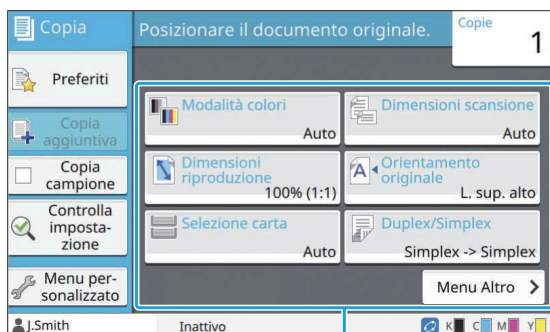 Copia
Posizionare il documento originale.
Copie
1
Preferiti
Copia
aggiuntiva
Copia
campione
Controlla
imposta-
zione
Menu per-
sonalizzato
Modalità colori
Auto
Dimensioni scansione
Auto
Dimensioni
riproduzione
100% (1:1)
Orientamento
originale
L. sup. alto
Selezione carta
Auto
Duplex/Simplex
Simplex -> Simplex
Menu Altro
J.Smith
Inattivo
K C M Y